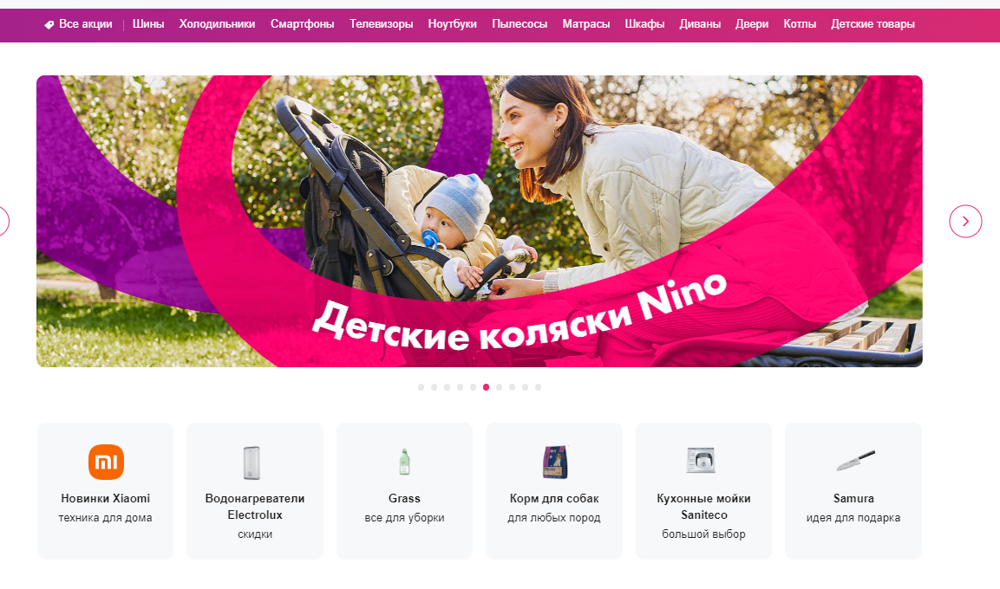 Все акции Шины Холодильники Смартфоны Телевизоры Ноутбуки Пылесосы Матрасы Шкафы Диваны Двери Котлы Детские товары
Детские коляски Nino
Новинки Xiaomi
техника для дома
Водонагреватели
Electrolux
скидки
Grass
все для уборки
Корм для собак
для любых пород
Кухонные мойки
Saniteco
большой выбор
Samura
идея для подарка